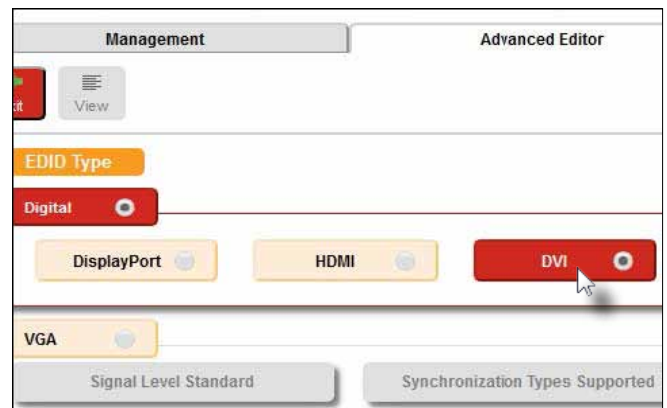 Management Advanced Editor
View
EDID Type
Digital
DisplayPort HDMI DVI
VGA
Signal Level Standard Synchronization Types Supported